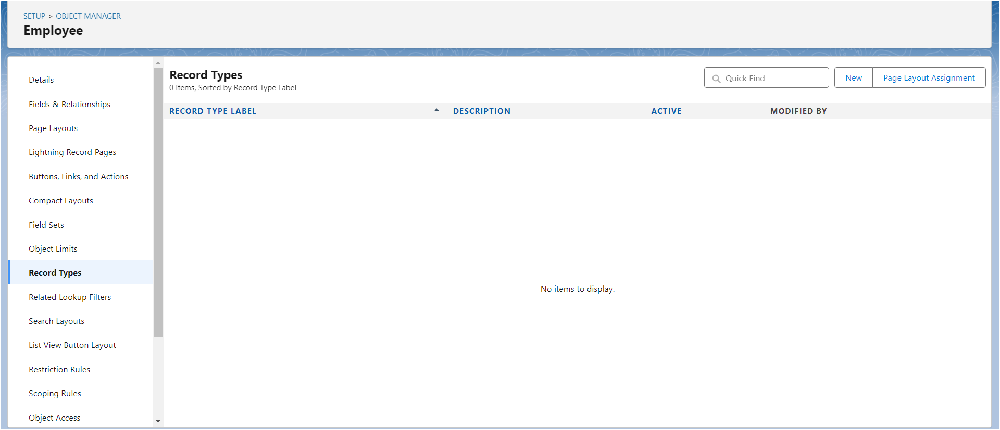 SETUP > OBJECT MANAGER
Employee
Details
Fields & Relationships
Page Layouts
Lightning Record Pages
Buttons, Links, and Actions
Compact Layouts
Field Sets
Object Limits
Record Types
Related Lookup Filters
Search Layouts
List View Button Layout
Restriction Rules
Scoping Rules
Object Access
Record Types
0 Items, Sorted by Record Type Label
Quick Find
New
Page Layout Assignment
RECORD TYPE LABEL DESCRIPTION ACTIVE MODIFIED BY
No items to display.